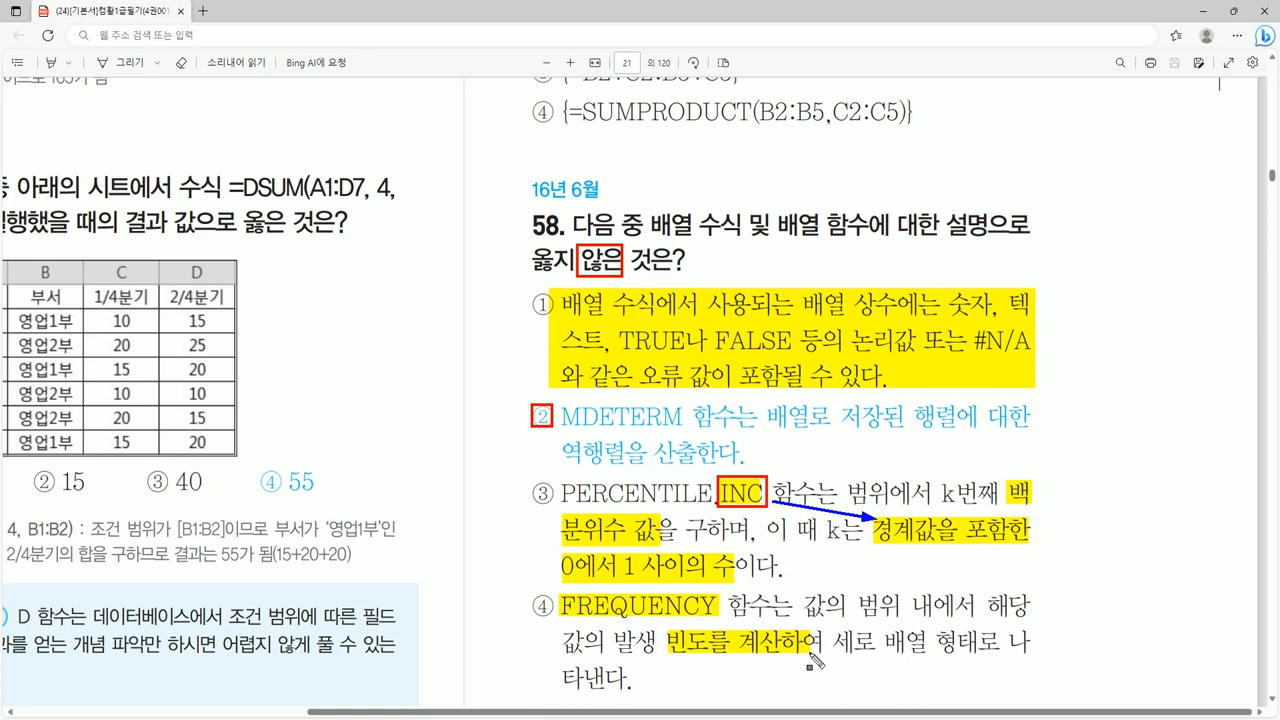 (24)[기본서]컴활1급필기(4권001
웹 주소 검색 또는 입력
그리기
소리내어 읽기
Bing AI에 요청
21
의 120
④ {=SUMPRODUCT(B2:B5,C2:C5)}
아래의 시트에서 수식 =DSUM(A1:D7, 4,
행했을 때의 결과 값으로 옳은 것은?
B C D
부서 1/4분기 2/4분기
영업1부 10 15
영업2부 20 25
영업1부 15 20
영업2부 10 10
영업2부 20 15
영업1부 15 20
② 15 ③ 40 ④ 55
4, B1:B2) : 조건 범위가 [B1:B2]이므로 부서가 ‘영업1부’인
2/4분기의 합을 구하므로 결과는 55가 됨(15+20+20)
D 함수는 데이터베이스에서 조건 범위에 따른 필드
를 얻는 개념 파악만 하시면 어렵지 않게 풀 수 있는
16년 6월
58. 다음 중 배열 수식 및 배열 함수에 대한 설명으로
옳지 않은 것은?
① 배열 수식에서 사용되는 배열 상수에는 숫자, 텍
스트, TRUE나 FALSE 등의 논리값 또는 #N/A
와 같은 오류 값이 포함될 수 있다.
② MDETERM 함수는 배열로 저장된 행렬에 대한
역행렬을 산출한다.
③ PERCENTILE.INC 함수는 범위에서 k번째 백
분위수 값을 구하며, 이 때 k는 경계값을 포함한
0에서 1 사이의 수이다.
④ FREQUENCY 함수는 값의 범위 내에서 해당
값의 발생 빈도를 계산하여 세로 배열 형태로 나
타낸다.